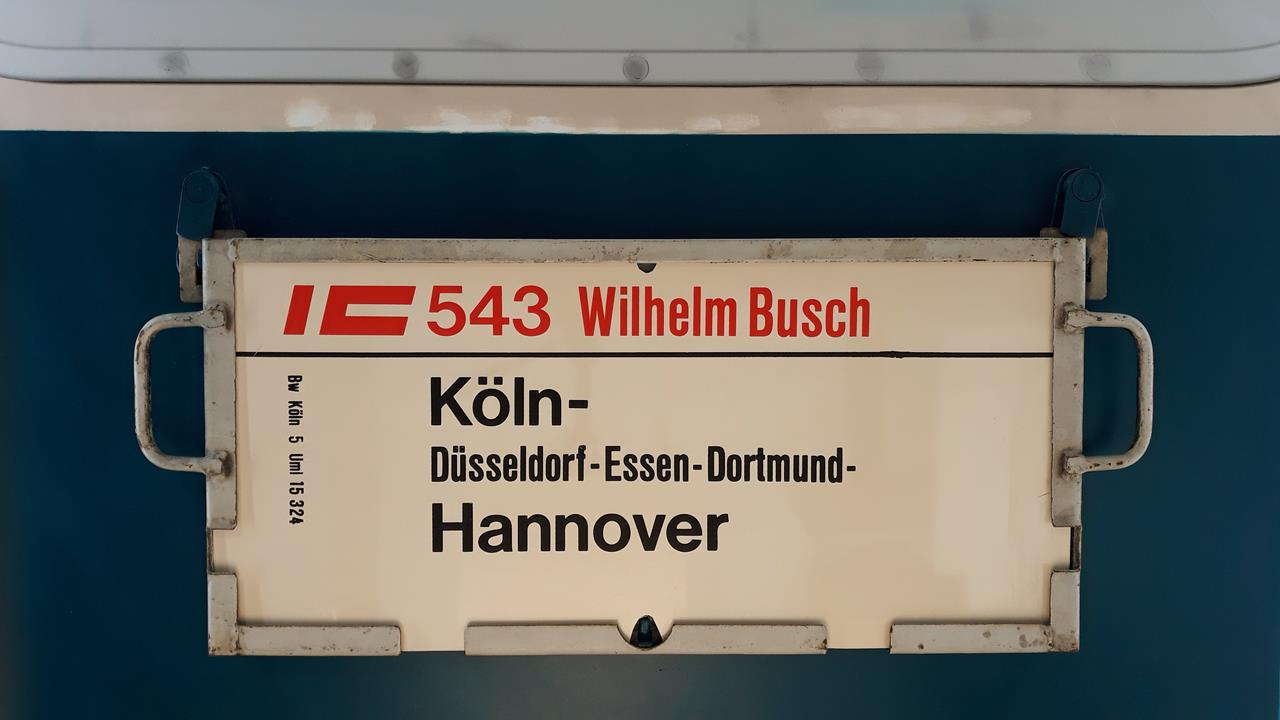 IC 543 Wilhelm Busch
Köln-
Düsseldorf-Essen-Dortmund-
Hannover
Bw Köln 5 Uml 15 324